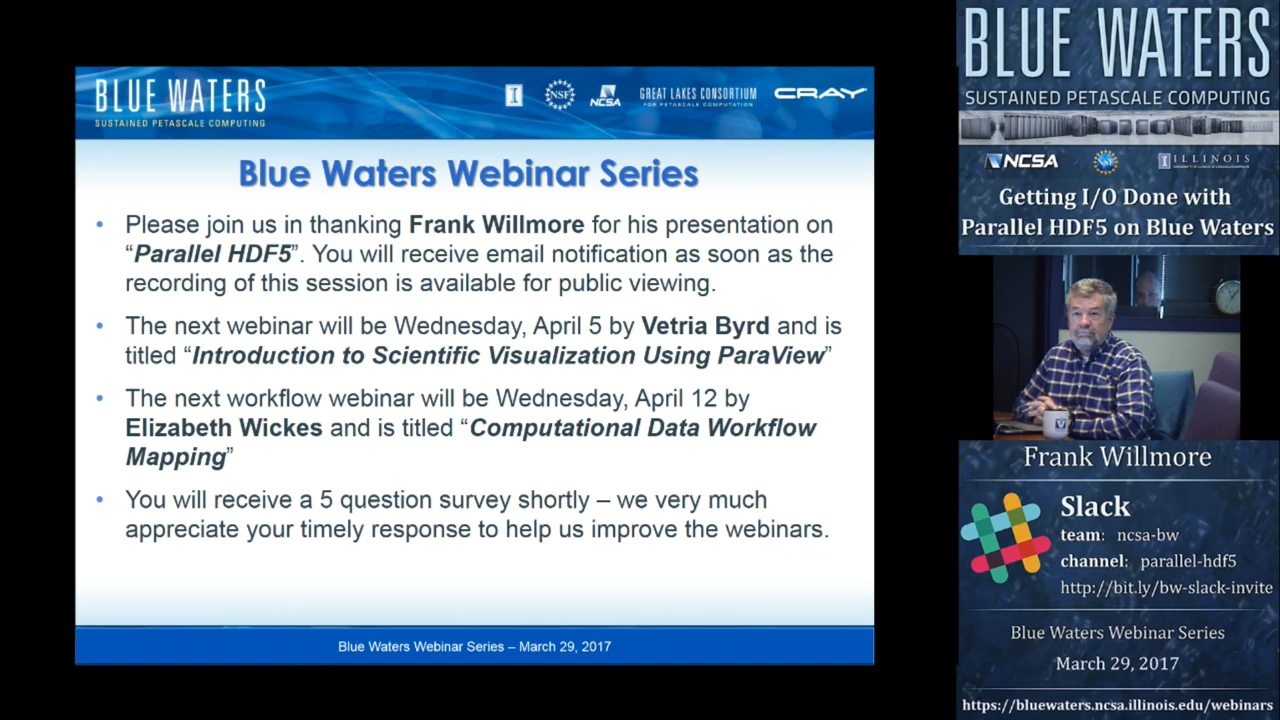 BLUE WATERS
SUSTAINED PETASCALE COMPUTING
I
NSF
NCSA
GREAT LAKES CONSORTIUM
FOR PETASCALE COMPUTATION
CRAY
Blue Waters Webinar Series
• Please join us in thanking Frank Willmore for his presentation on
“Parallel HDF5”. You will receive email notification as soon as the
recording of this session is available for public viewing.
• The next webinar will be Wednesday, April 5 by Vetria Byrd and is
titled “Introduction to Scientific Visualization Using ParaView”
• The next workflow webinar will be Wednesday, April 12 by
Elizabeth Wickes and is titled “Computational Data Workflow
Mapping”
• You will receive a 5 question survey shortly – we very much
appreciate your timely response to help us improve the webinars.
Blue Waters Webinar Series – March 29, 2017
BLUE WATERS
SUSTAINED PETASCALE COMPUTING
NCSA
I ILLINOIS
Getting I/O Done with
Parallel HDF5 on Blue Waters
Frank Willmore
Slack
team: ncsa-bw
channel: parallel-hdf5
http://bit.ly/bw-slack-invite
Blue Waters Webinar Series
March 29, 2017
https://bluewaters.ncsa.illinois.edu/webinars